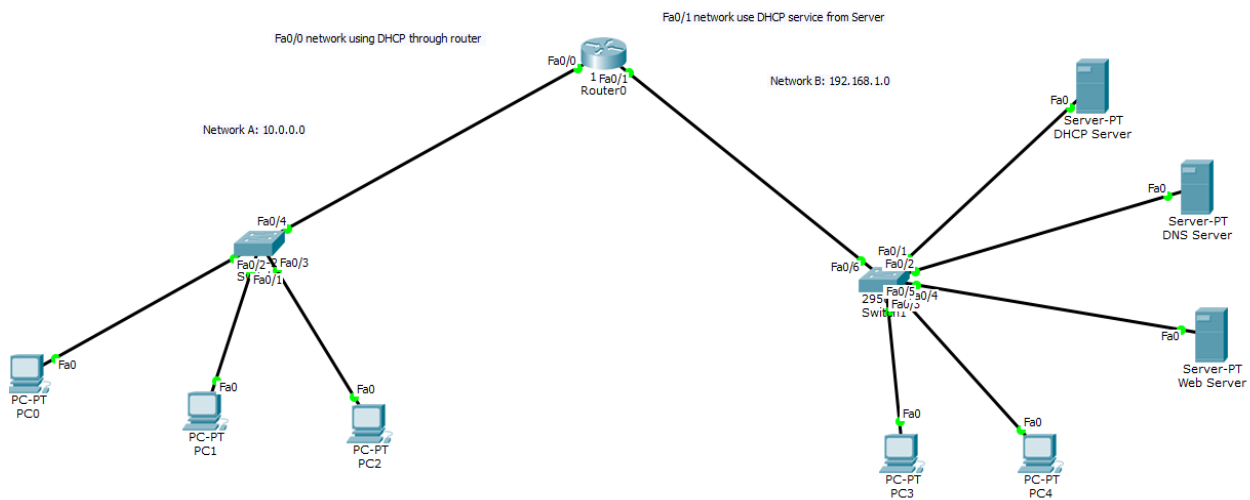 Fa0/1 network use DHCP service from Server
Fa0/0 network using DHCP through router
Fa0/0
1
Fa0/1
Router0
Network B: 192.168.1.0
Network A: 10.0.0.0
Fa0
Server-PT
DHCP Server
Fa0
Server-PT
DNS Server
Fa0/4
Fa0/2
Fa0/3
Fa0/1
Fa0/1
Fa0/2
Fa0/6
Fa0/5
Fa0/4
Fa0/3
Switch1
Fa0
Server-PT
Web Server
Fa0
PC-PT
PC0
Fa0
PC-PT
PC1
Fa0
PC-PT
PC2
Fa0
PC-PT
PC3
Fa0
PC-PT
PC4